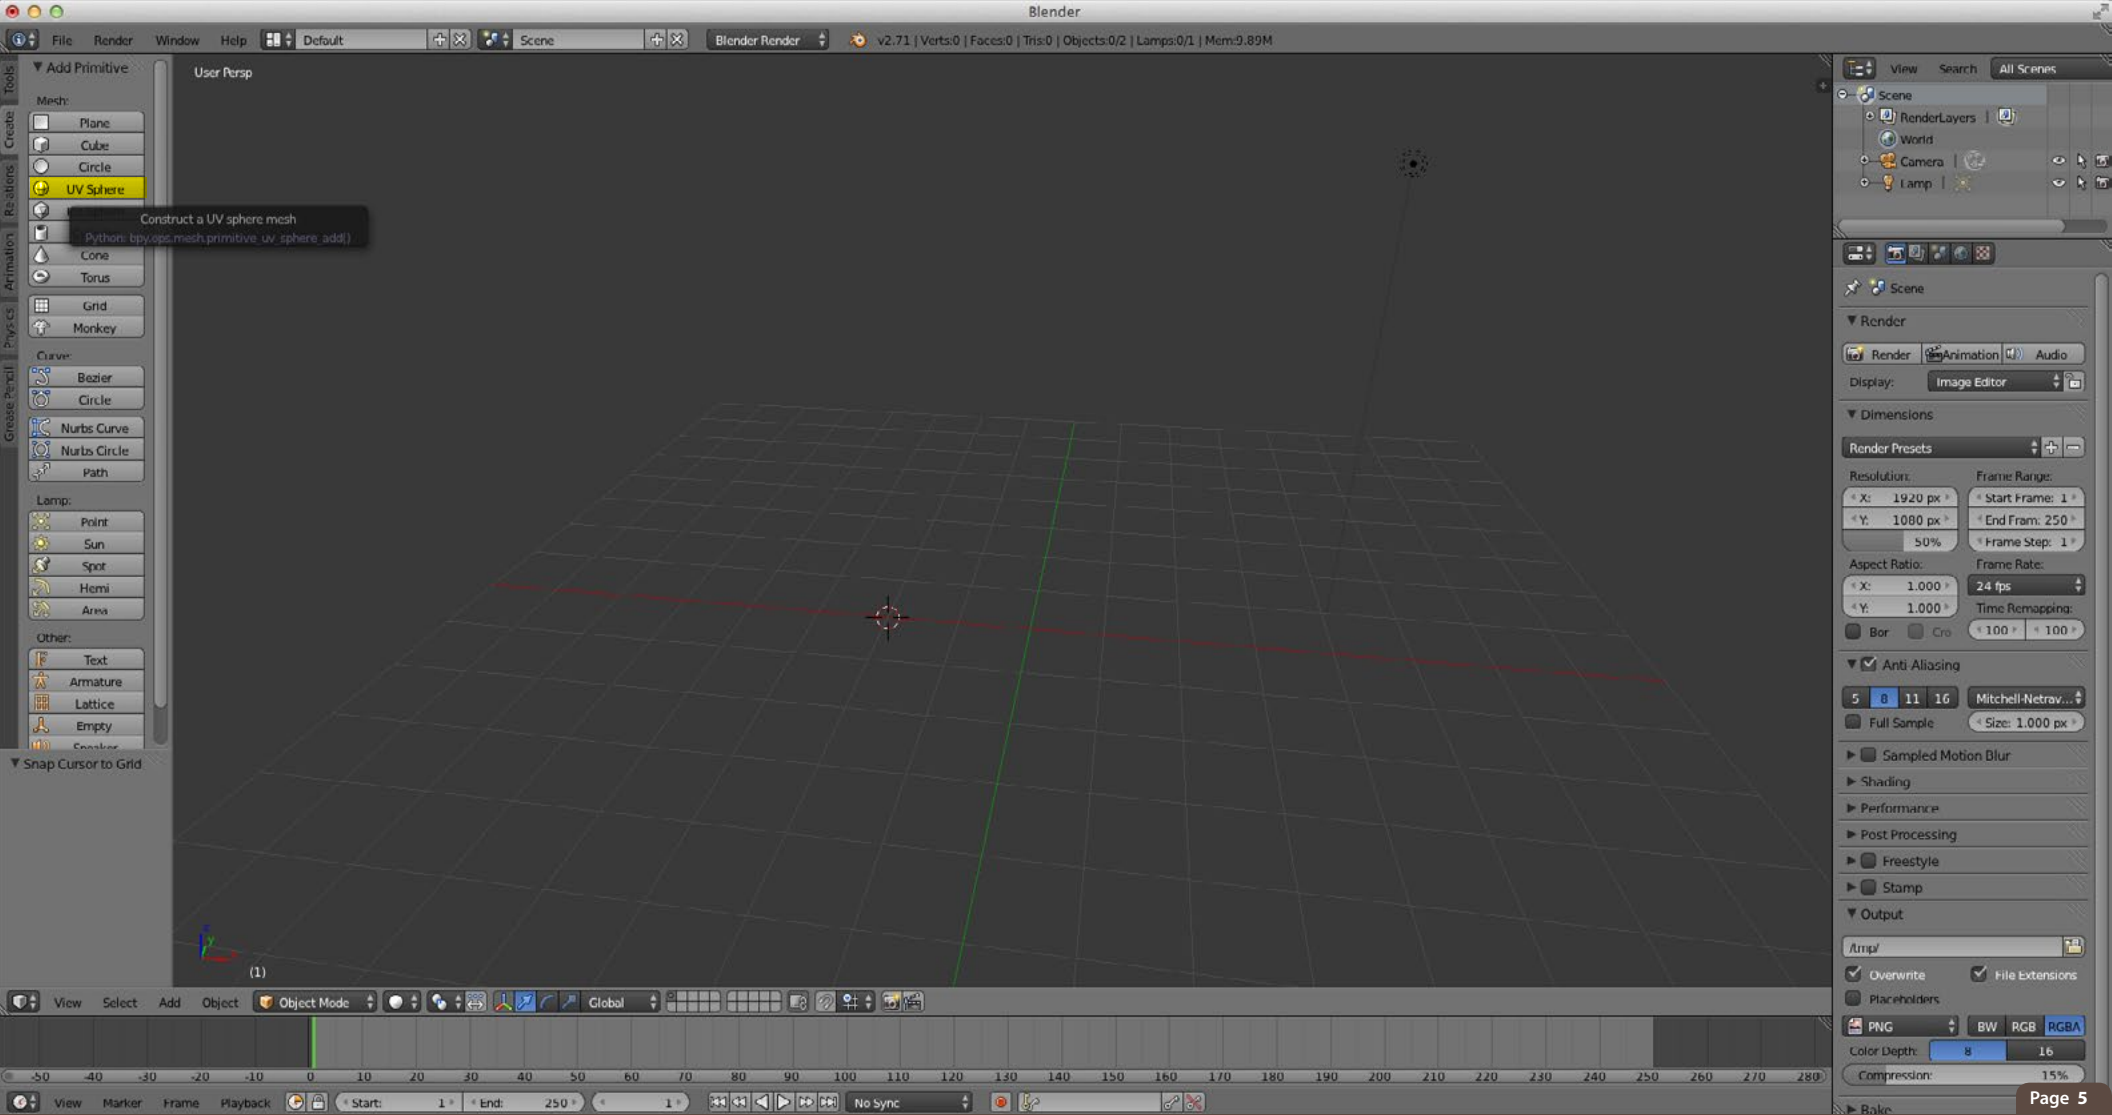 Blender
File Render Window Help Default Scene Blender Render v2.71 | Verts:0 | Faces:0 | Tris:0 | Objects:0/2 | Lamps:0/1 | Mem:9.89M
Tools
Create
Relations
Animation
Physics
Grease Pencil
Add Primitive
Mesh:
Plane
Cube
Circle
UV Sphere
Construct a UV sphere mesh
Python: bpy.ops.mesh.primitive_uv_sphere_add()
Cone
Torus
Grid
Monkey
Curve:
Bezier
Circle
Nurbs Curve
Nurbs Circle
Path
Lamp:
Point
Sun
Spot
Hemi
Area
Other:
Text
Armature
Lattice
Empty
Speaker
Snap Cursor to Grid
User Persp
z
y
(1)
View Select Add Object Object Mode Global
-50 -40 -30 -20 -10 0 10 20 30 40 50 60 70 80 90 100 110 120 130 140 150 160 170 180 190 200 210 220 230 240 250 260 270 280
View Marker Frame Playback Start: 1 End: 250 1 No Sync
View Search All Scenes
Scene
RenderLayers |
World
Camera |
Lamp |
Scene
Render
Render Animation Audio
Display: Image Editor
Dimensions
Render Presets
Resolution: Frame Range:
X: 1920 px Start Frame: 1
Y: 1080 px End Fram: 250
50% Frame Step: 1
Aspect Ratio: Frame Rate:
X: 1.000 24 fps
Y: 1.000 Time Remapping:
Bor Cro 100 100
Anti-Aliasing
5 8 11 16 Mitchell-Netrav...
Full Sample Size: 1.000 px
Sampled Motion Blur
Shading
Performance
Post Processing
Freestyle
Stamp
Output
/tmp/
Overwrite File Extensions
Placeholders
PNG BW RGB RGBA
Color Depth: 8 16
Compression: 15%
Bake
Page 5